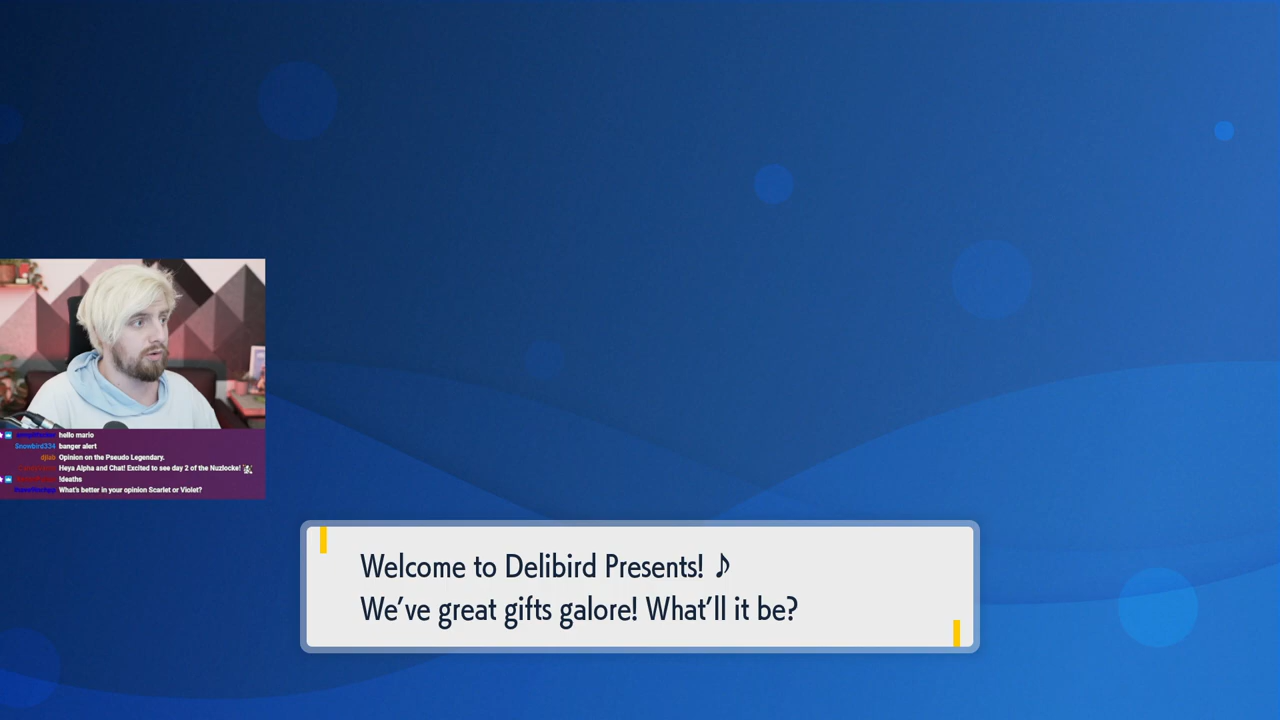 hello mario
Snowbird334 banger alert
djlab Opinion on the Pseudo Legendary.
Heya Alpha and Chat! Excited to see day 2 of the Nuzlocke!
!deaths
What's better in your opinion Scarlet or Violet?
Welcome to Delibird Presents! ♪
We've great gifts galore! What'll it be?